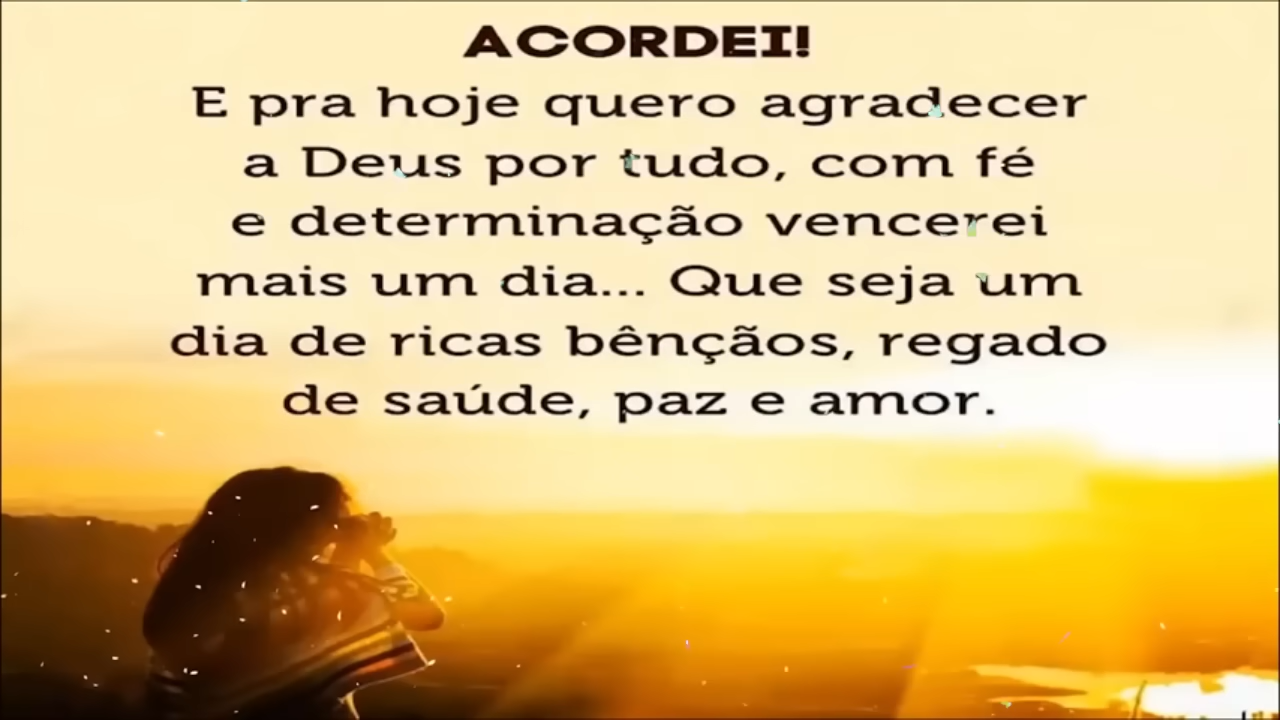 ACORDEI!
E pra hoje quero agradecer
a Deus por tudo, com fé
e determinação vencerei
mais um dia... Que seja um
dia de ricas bênçãos, regado
de saúde, paz e amor.